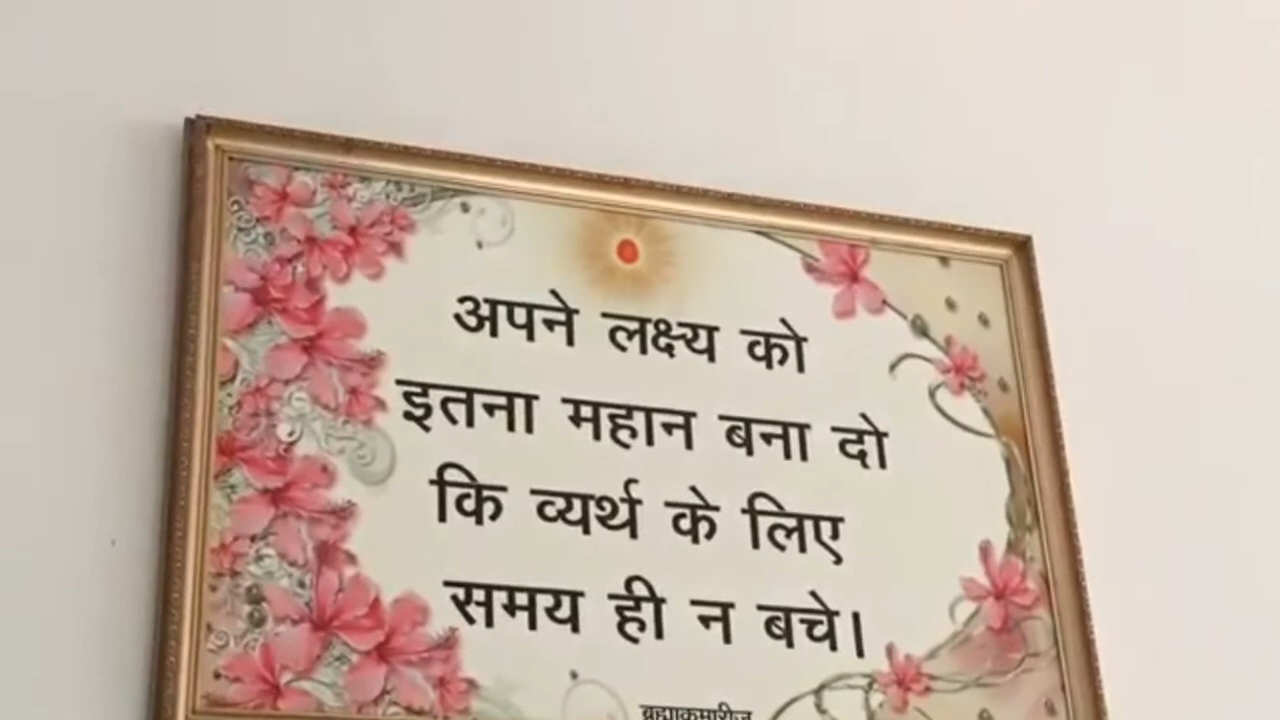 अपने लक्ष्य को
इतना महान बना दो
कि व्यर्थ के लिए
समय ही न बचे।
ब्रह्माकुमारीज़